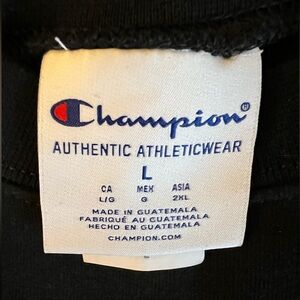 Champion®
AUTHENTIC ATHLETICWEAR
L
CA MEX ASIA
L/G G 2XL
MADE IN GUATEMALA
FABRIQUÉ AU GUATEMALA
HECHO EN GUATEMALA
CHAMPION.COM